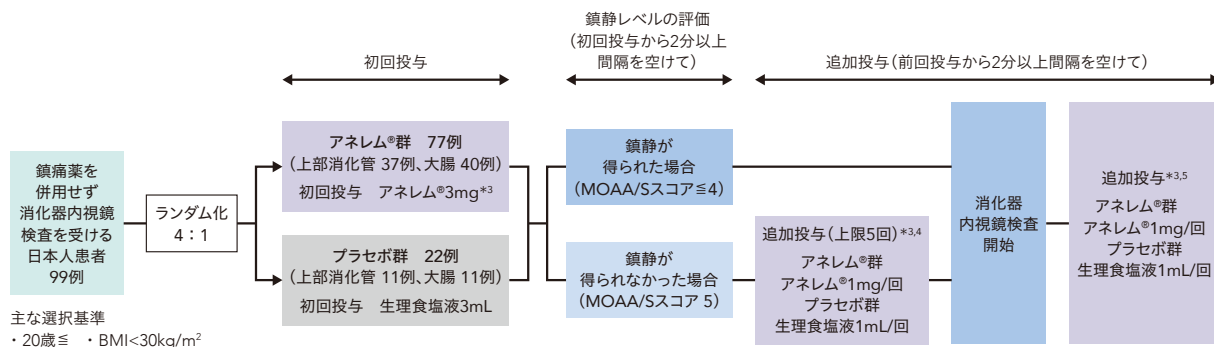 鎮痛薬を
併用せず
消化器内視鏡
検査を受ける
日本人患者
99例
主な選択基準
・20歳≦ ・BMI<30kg/m²
ランダム化
4：1
初回投与
アネレム®群 77例
(上部消化管 37例、大腸 40例)
初回投与 アネレム®3mg*3
プラセボ群 22例
(上部消化管 11例、大腸 11例)
初回投与 生理食塩液3mL
鎮静レベルの評価
(初回投与から2分以上
間隔を空けて)
鎮静が
得られた場合
(MOAA/Sスコア≦4)
鎮静が
得られなかった場合
(MOAA/Sスコア 5)
追加投与(前回投与から2分以上間隔を空けて)
追加投与(上限5回)*3,4
アネレム®群
アネレム®1mg/回
プラセボ群
生理食塩液1mL/回
消化器
内視鏡検査
開始
追加投与*3,5
アネレム®群
アネレム®1mg/回
プラセボ群
生理食塩液1mL/回